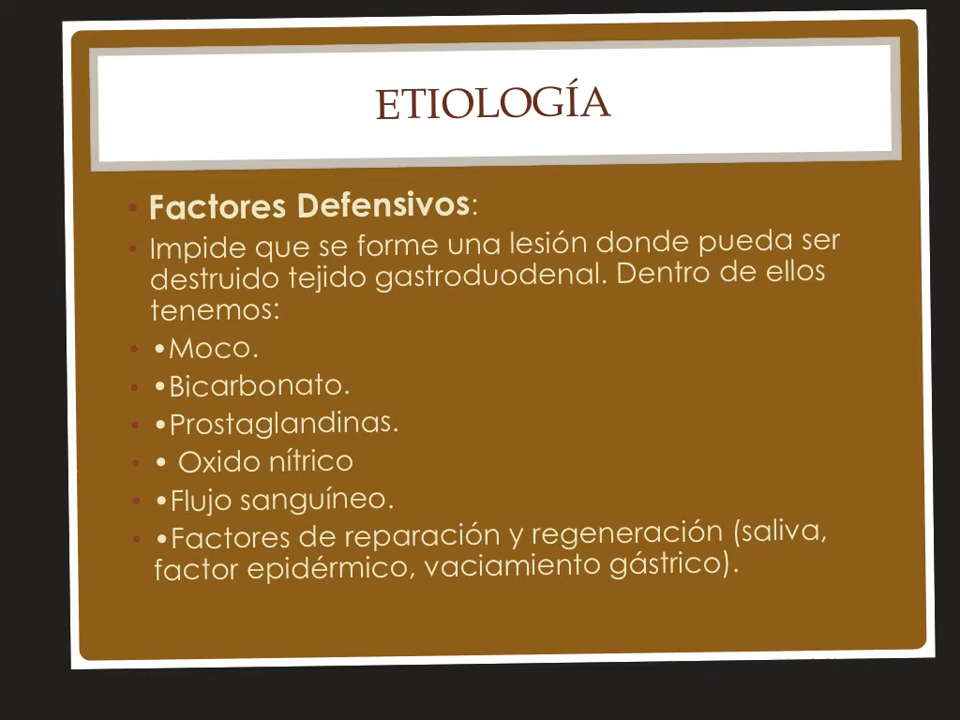 ETIOLOGÍA
• Factores Defensivos:
• Impide que se forme una lesión donde pueda ser
destruido tejido gastroduodenal. Dentro de ellos
tenemos:
• •Moco.
• •Bicarbonato.
• •Prostaglandinas.
• • Oxido nítrico
• •Flujo sanguíneo.
• •Factores de reparación y regeneración (saliva,
factor epidérmico, vaciamiento gástrico).